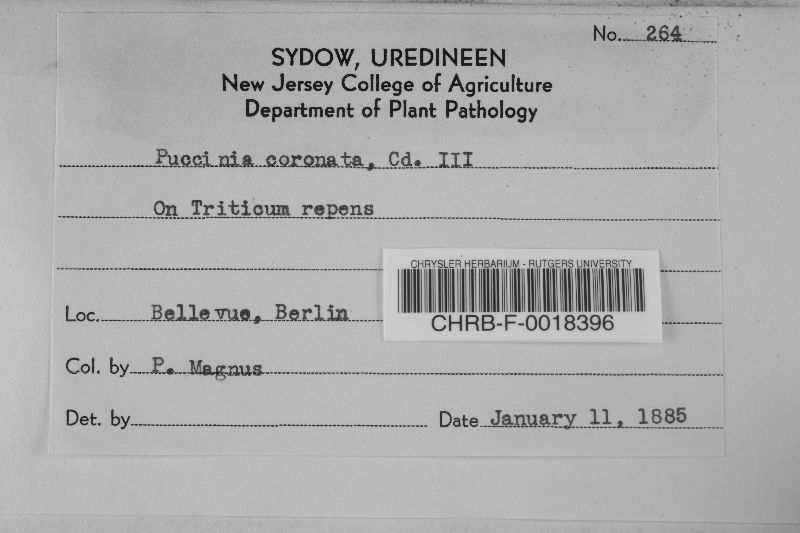 No. 264
SYDOW, UREDINEEN
New Jersey College of Agriculture
Department of Plant Pathology
Puccinia coronata, Cd. III
On Triticum repens
CHRYSLER HERBARIUM - RUTGERS UNIVERSITY
CHRB-F-0018396
Loc. Bellevue, Berlin
Col. by P. Magnus
Det. by
Date January 11, 1885